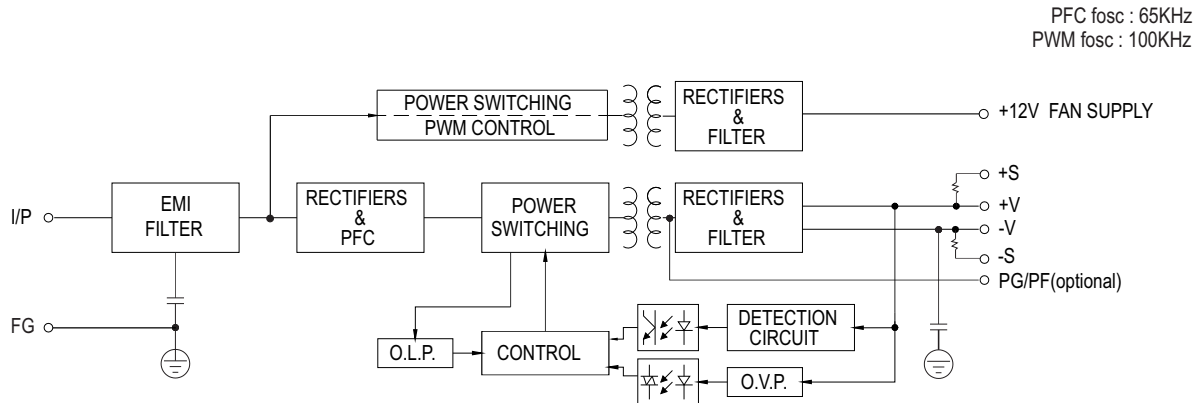 PFC fosc : 65KHz
PWM fosc : 100KHz
POWER SWITCHING
PWM CONTROL
RECTIFIERS
&
FILTER
+12V FAN SUPPLY
I/P
EMI
FILTER
RECTIFIERS
&
PFC
POWER
SWITCHING
RECTIFIERS
&
FILTER
+S
+V
-V
-S
PG/PF(optional)
FG
O.L.P.
CONTROL
DETECTION
CIRCUIT
O.V.P.